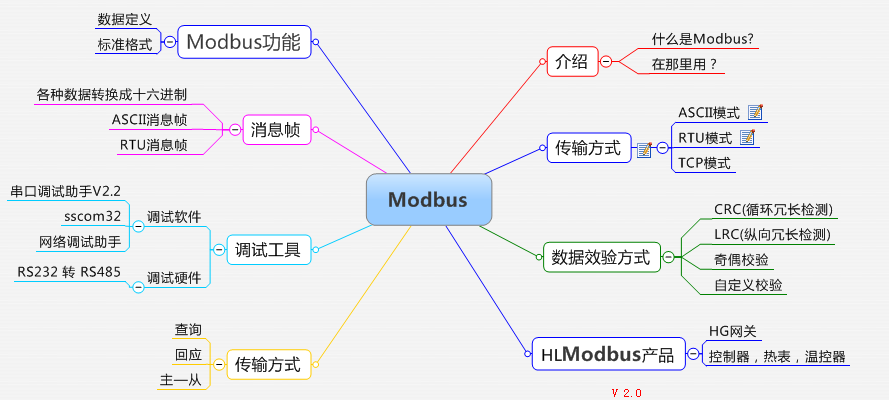 数据定义
标准格式
Modbus功能
各种数据转换成十六进制
ASCII消息帧
RTU消息帧
消息帧
串口调试助手V2.2
sscom32
网络调试助手
调试软件
RS232 转 RS485
调试硬件
调试工具
查询
回应
主—从
传输方式
Modbus
介绍
什么是Modbus?
在那里用？
传输方式
ASCII模式
RTU模式
TCP模式
数据效验方式
CRC(循环冗长检测)
LRC(纵向冗长检测)
奇偶校验
自定义校验
HLModbus产品
HG网关
控制器，热表，温控器
V 2.0